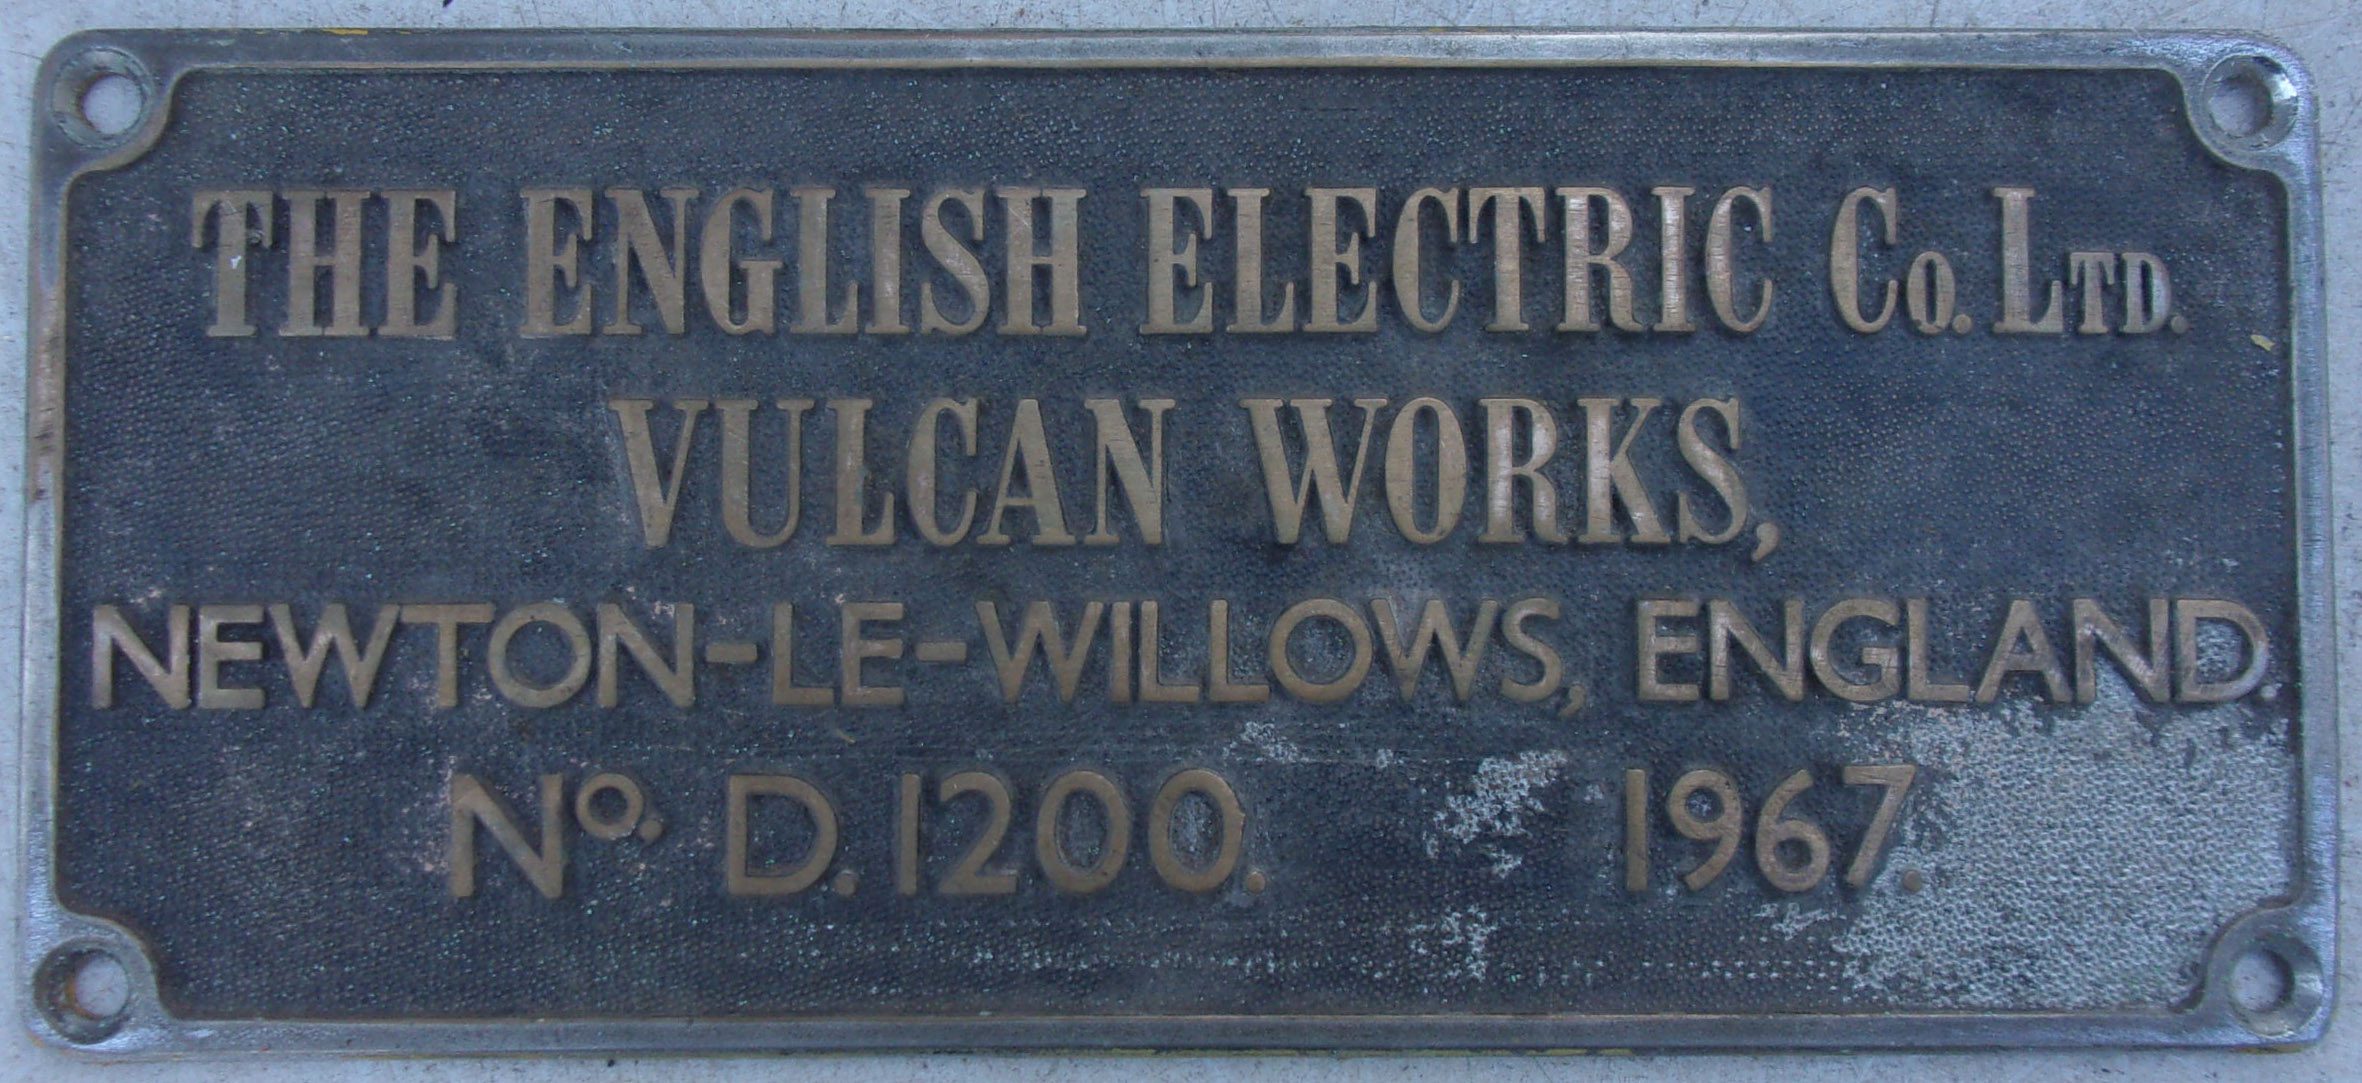 THE ENGLISH ELECTRIC Co. LTD.
VULCAN WORKS,
NEWTON-LE-WILLOWS, ENGLAND.
No. D.1200. 1967.